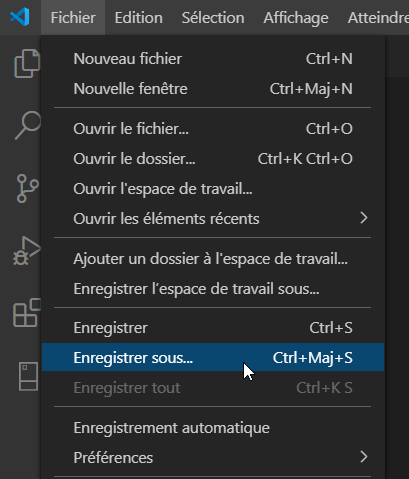 Fichier Edition Sélection Affichage Atteindre
Nouveau fichier Ctrl+N
Nouvelle fenêtre Ctrl+Maj+N
Ouvrir le fichier... Ctrl+O
Ouvrir le dossier... Ctrl+K Ctrl+O
Ouvrir l'espace de travail...
Ouvrir les éléments récents
Ajouter un dossier à l'espace de travail...
Enregistrer l'espace de travail sous...
Enregistrer Ctrl+S
Enregistrer sous... Ctrl+Maj+S
Enregistrer tout Ctrl+K S
Enregistrement automatique
Préférences